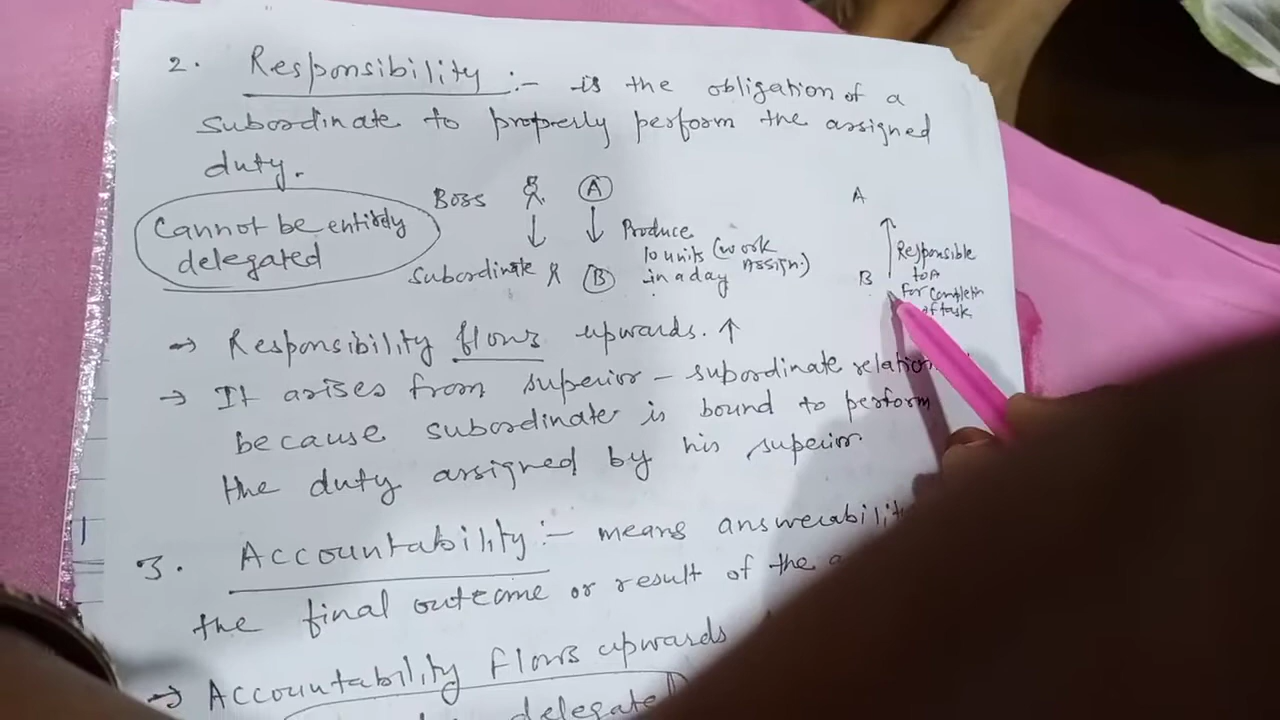 2. Responsibility :- is the obligation of a
subordinate to properly perform the assigned
duty.
Cannot be entirely
delegated
Boss A
Subordinate B
Produce
10 units (work
in a day Assign.)
A
B
Responsible
to A
For Completn
of task
→ Responsibility flows upwards. ↑
→ It arises from superior - subordinate relation
because subordinate is bound to perform
the duty assigned by his superior.
3. Accountability :- means answerability
the final outcome or result of the
→ Accountability flows upwards
delegated